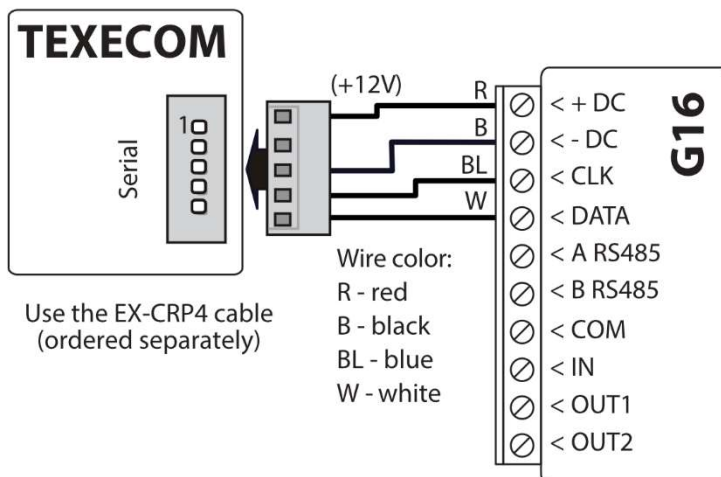 TEXECOM
1
Serial
Use the EX-CRP4 cable
(ordered separately)
(+12V)
R
B
BL
W
Wire color:
R - red
B - black
BL - blue
W - white
< + DC
< - DC
< CLK
< DATA
< A RS485
< B RS485
< COM
< IN
< OUT1
< OUT2
G16